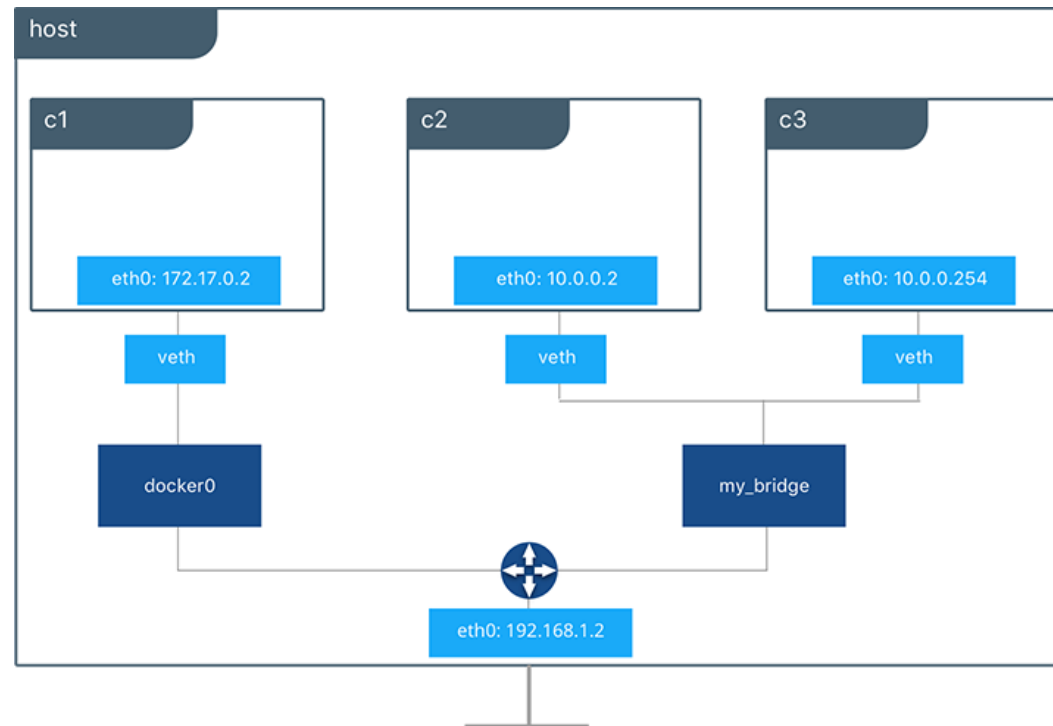 host
c1
c2
c3
eth0: 172.17.0.2
eth0: 10.0.0.2
eth0: 10.0.0.254
veth
veth
veth
docker0
my_bridge
eth0: 192.168.1.2